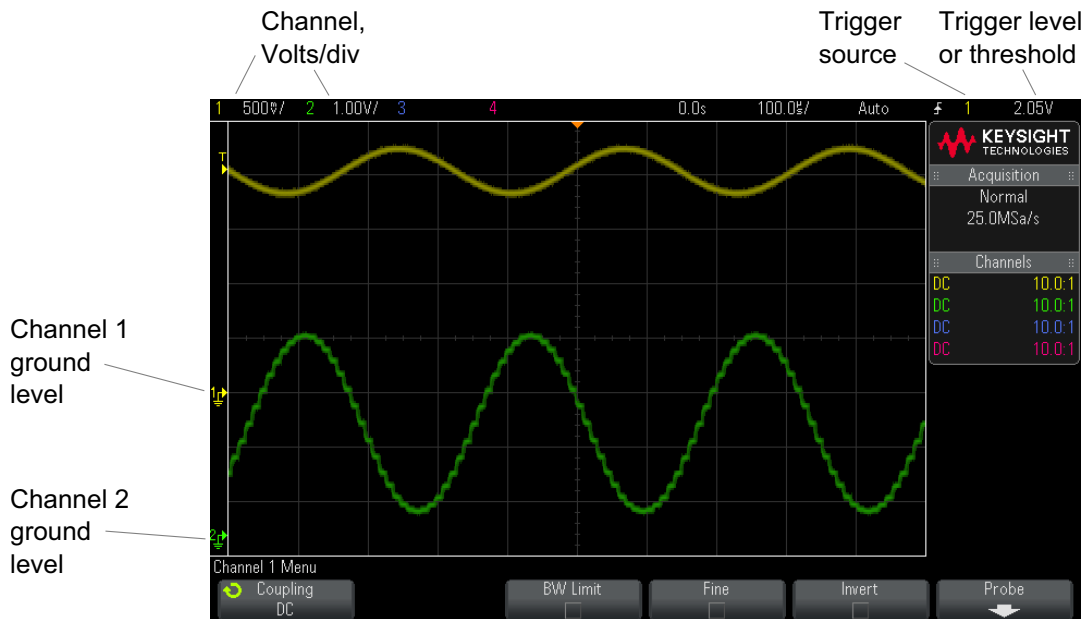 Channel,
Volts/div
Trigger
source
Trigger level
or threshold
1 500mV/ 2 1.00V/ 3 4 0.0s 100.0us/ Auto 1 2.05V
T
KEYSIGHT
TECHNOLOGIES
Acquisition
Normal
25.0MSa/s
Channels
DC 10.0:1
DC 10.0:1
DC 10.0:1
DC 10.0:1
Channel 1
ground
level
1
Channel 2
ground
level
2
Channel 1 Menu
Coupling
DC
BW Limit
Fine
Invert
Probe